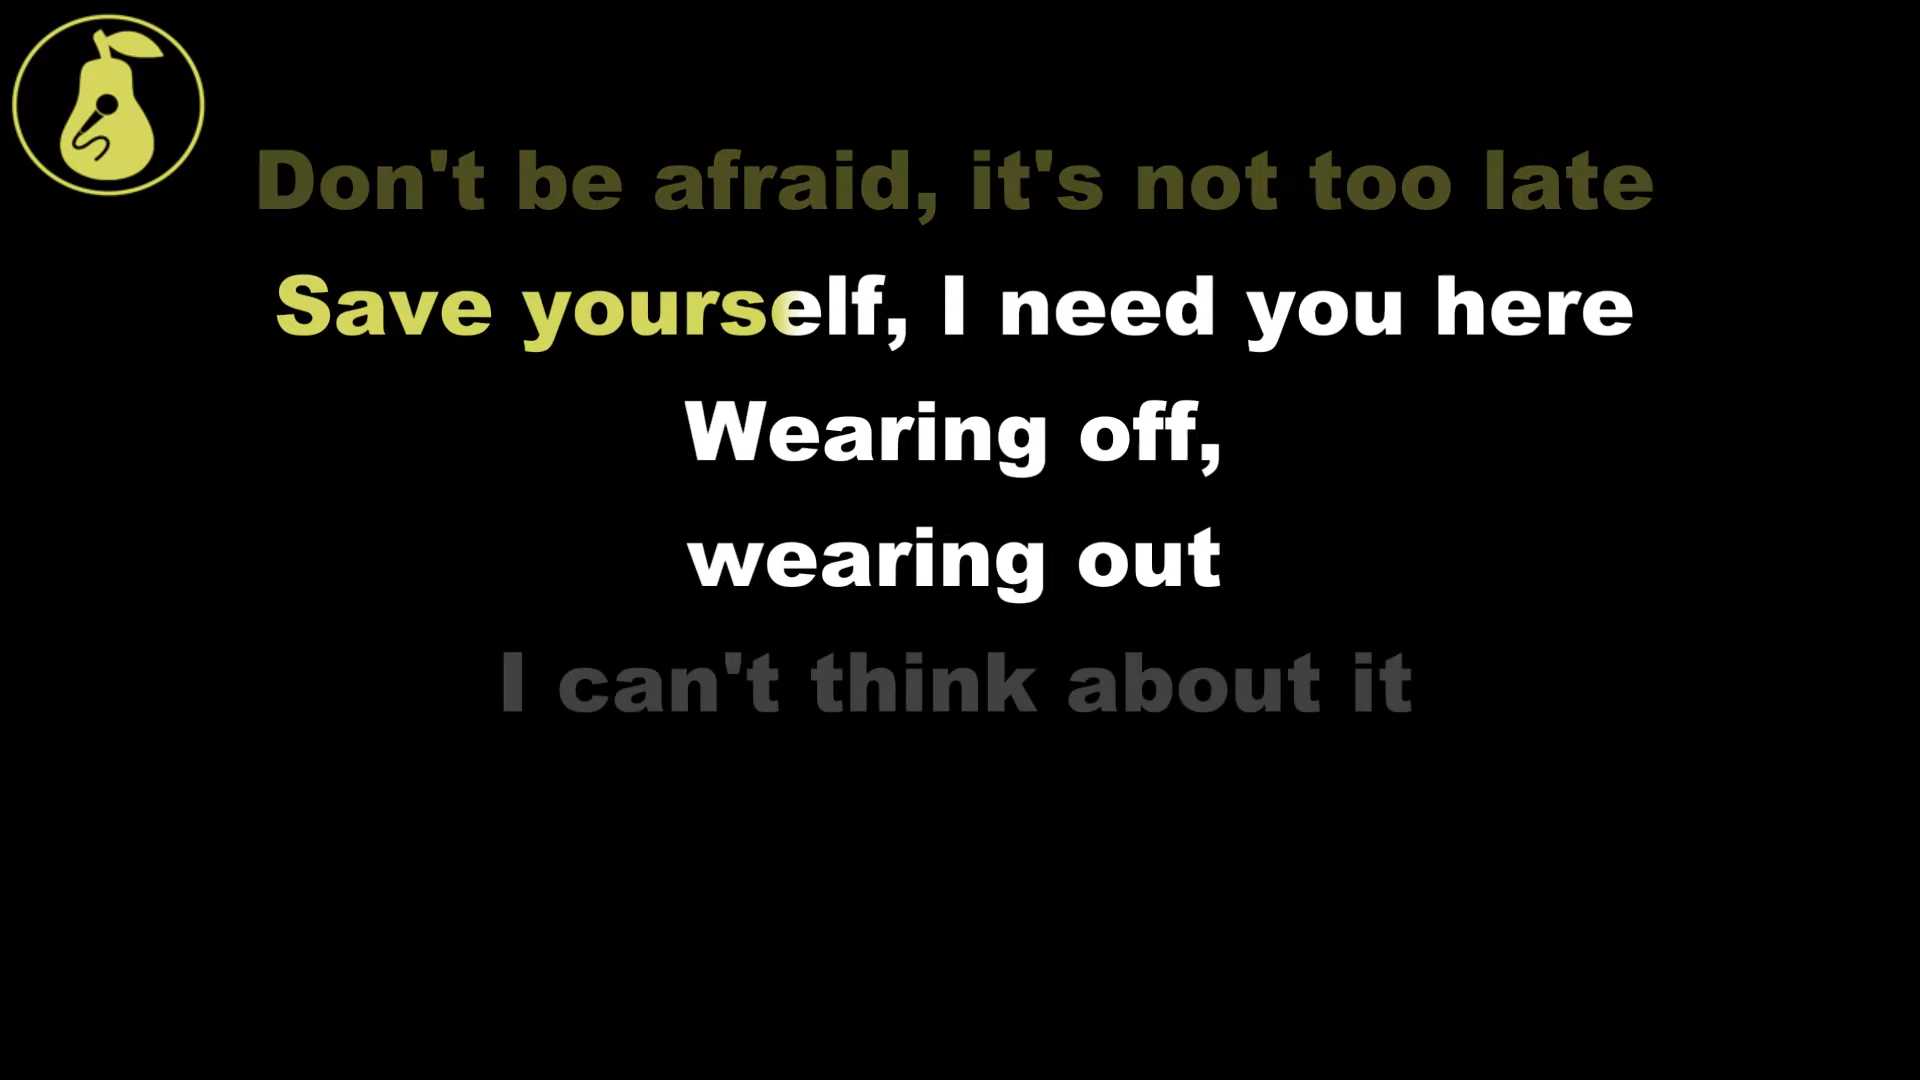 Don't be afraid, it's not too late
Save yourself, I need you here
Wearing off,
wearing out
I can't think about it